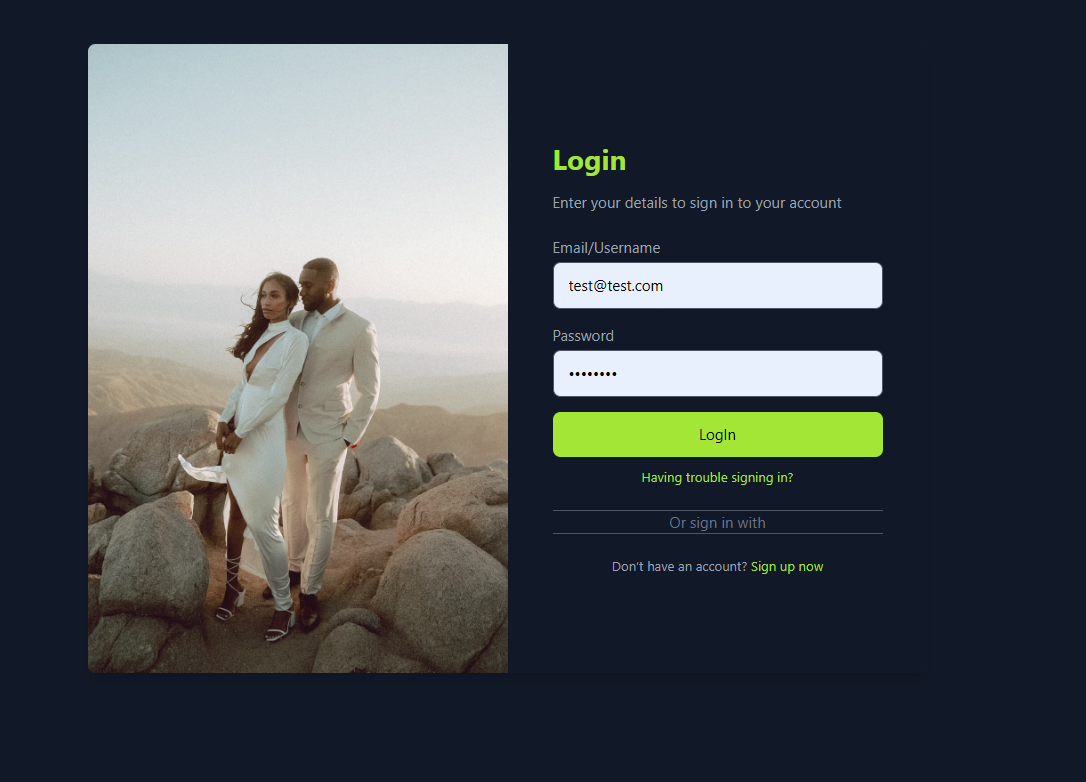 Login
Enter your details to sign in to your account
Email/Username
test@test.com
Password
••••••••
LogIn
Having trouble signing in?
Or sign in with
Don't have an account? Sign up now